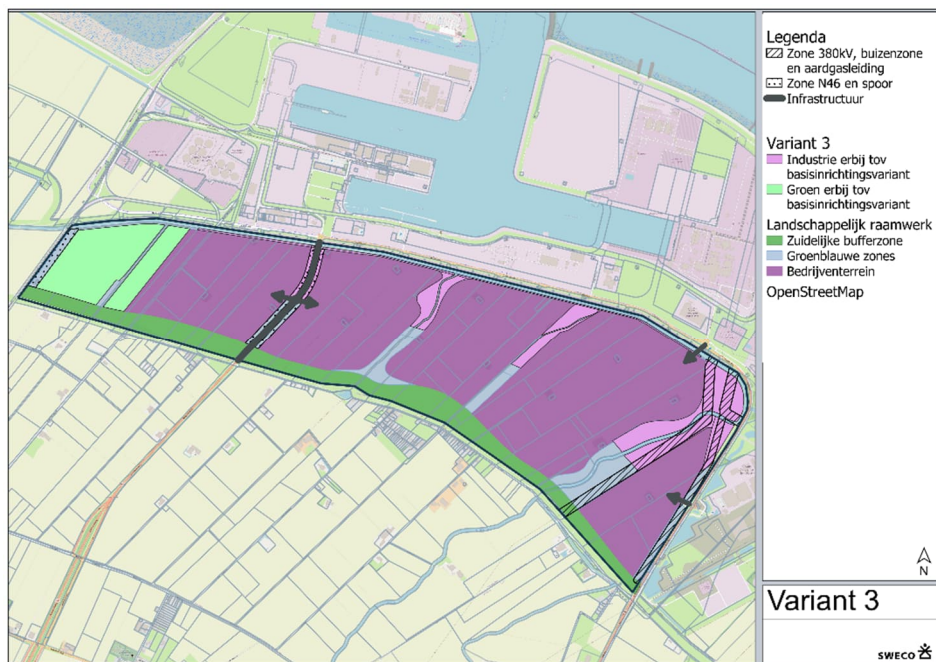 Legenda
Zone 380kV, buizenzone
en aardgasleiding
Zone N46 en spoor
Infrastructuur
Variant 3
Industrie erbij tov
basisinrichtingsvariant
Groen erbij tov
basisinrichtingsvariant
Landschappelijk raamwerk
Zuidelijke bufferzone
Groenblauwe zones
Bedrijventerrein
OpenStreetMap
N
Variant 3
SWECO